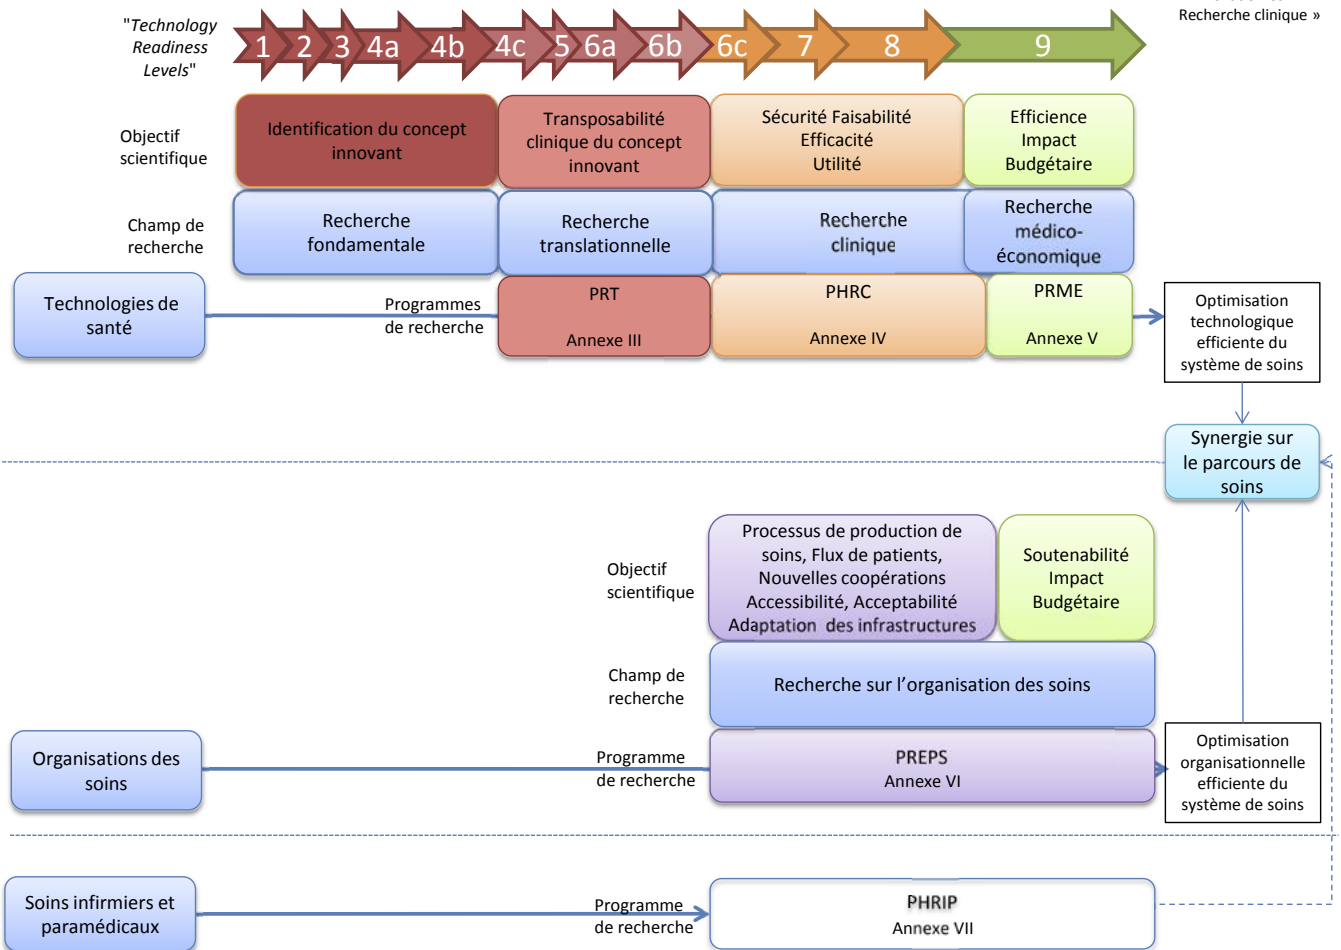 Recherche clinique »
"Technology
Readiness
Levels"
1 2 3 4a 4b 4c 5 6a 6b 6c 7 8 9
Objectif
scientifique
Identification du concept
innovant
Transposabilité
clinique du concept
innovant
Sécurité Faisabilité
Efficacité
Utilité
Efficience
Impact
Budgétaire
Champ de
recherche
Recherche
fondamentale
Recherche
translationnelle
Recherche
clinique
Recherche
médico-
économique
Technologies de
santé
Programmes
de recherche
PRT
Annexe III
PHRC
Annexe IV
PRME
Annexe V
Optimisation
technologique
efficiente du
système de soins
Synergie sur
le parcours de
soins
Objectif
scientifique
Processus de production de
soins, Flux de patients,
Nouvelles coopérations
Accessibilité, Acceptabilité
Adaptation des infrastructures
Soutenabilité
Impact
Budgétaire
Champ de
recherche
Recherche sur l'organisation des soins
Organisations des
soins
Programme
de recherche
PREPS
Annexe VI
Optimisation
organisationnelle
efficiente du
système de soins
Soins infirmiers et
paramédicaux
Programme
de recherche
PHRIP
Annexe VII